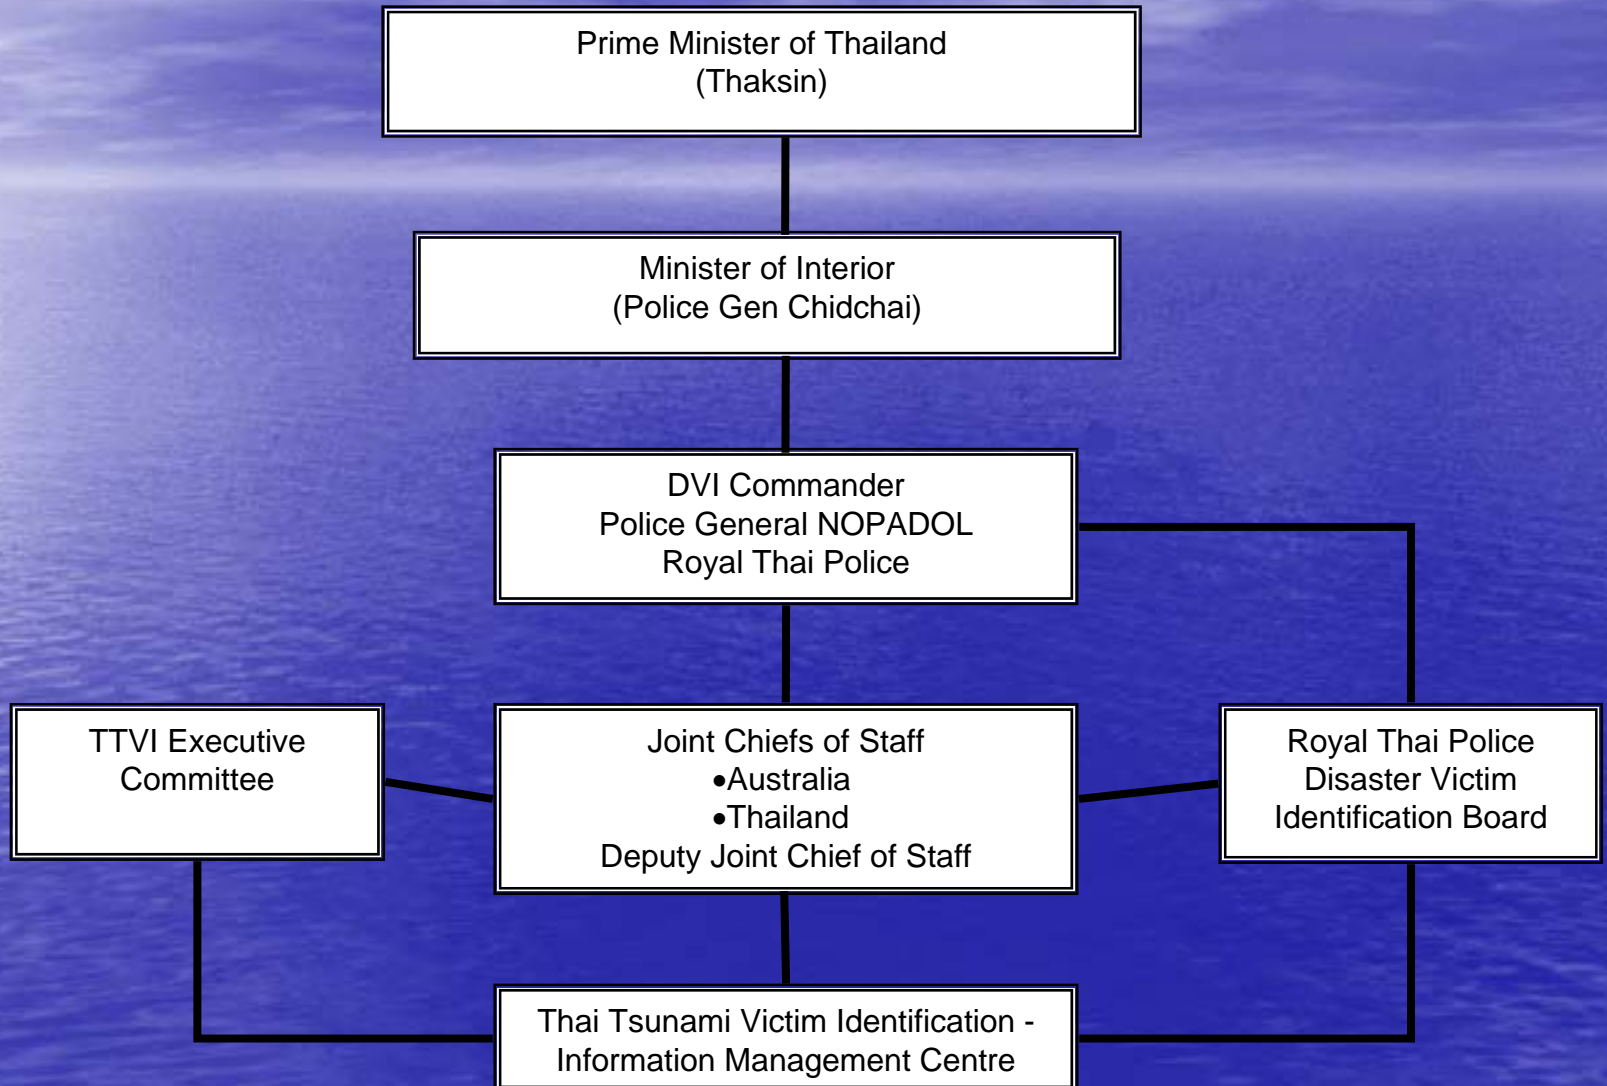 Prime Minister of Thailand
(Thaksin)
Minister of Interior
(Police Gen Chidchai)
DVI Commander
Police General NOPADOL
Royal Thai Police
TTVI Executive
Committee
Joint Chiefs of Staff
•Australia
•Thailand
Deputy Joint Chief of Staff
Royal Thai Police
Disaster Victim
Identification Board
Thai Tsunami Victim Identification -
Information Management Centre